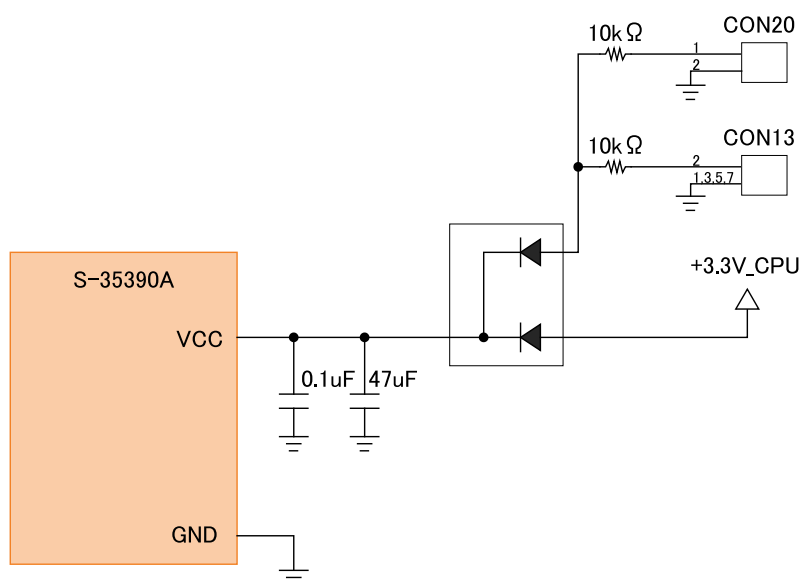 CON20
10kΩ
1
2
CON13
10kΩ
2
1.3.5.7
+3.3V_CPU
S-35390A
VCC
0.1uF
47uF
GND